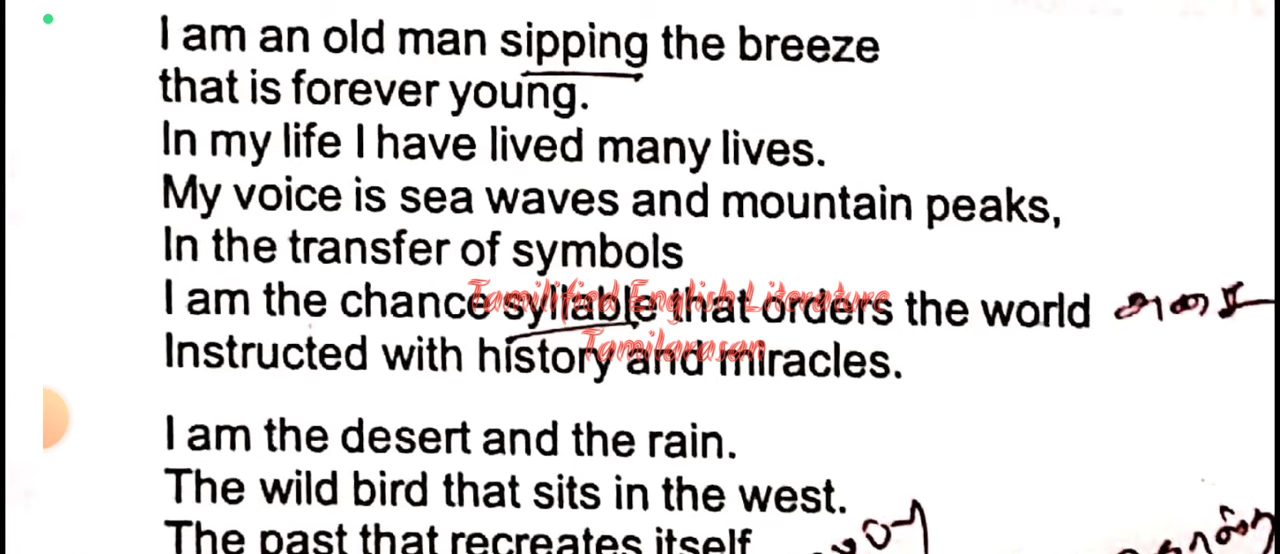 I am an old man sipping the breeze
that is forever young.
In my life I have lived many lives.
My voice is sea waves and mountain peaks,
In the transfer of symbols
I am the chance syllable that orders the world
Tamilified English Literature
Instructed with history and miracles.
Tamilarasan
I am the desert and the rain.
The wild bird that sits in the west.
The past that recreates itself